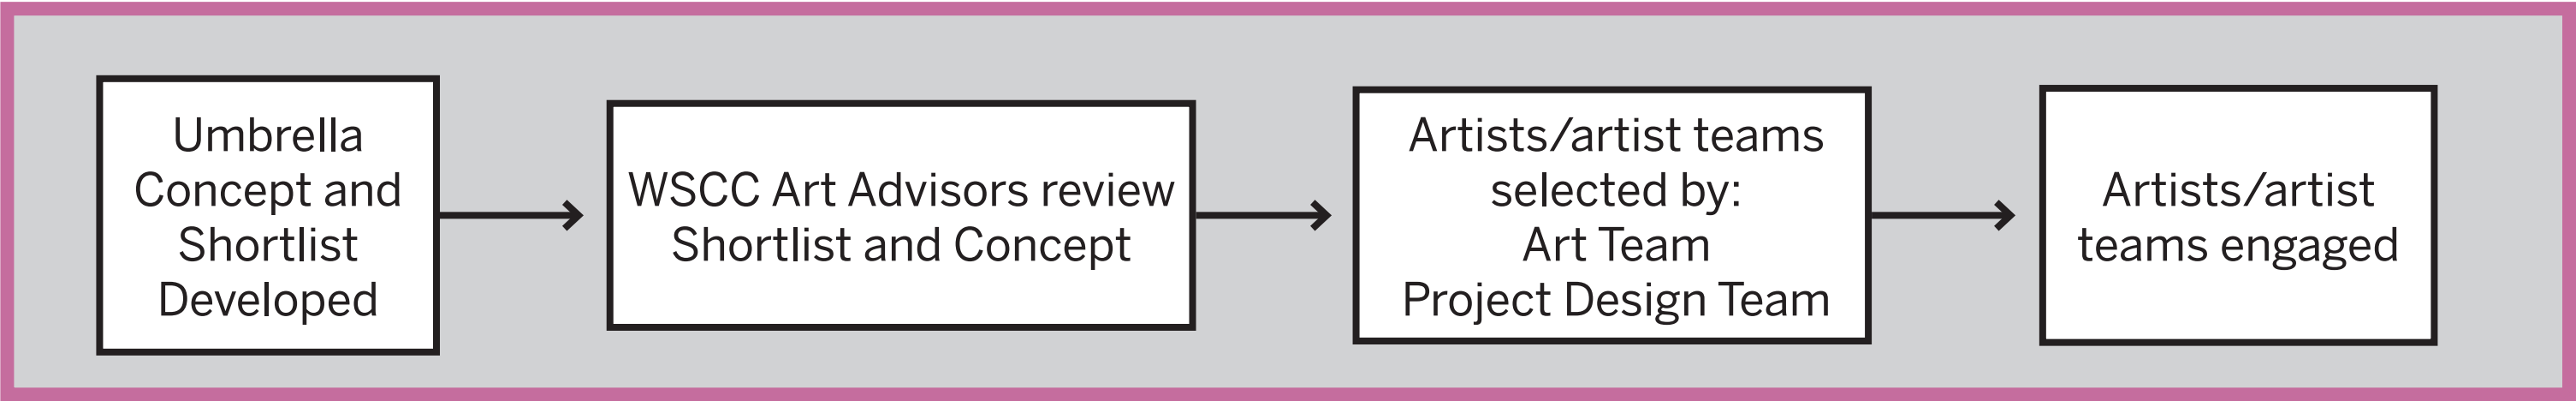 Umbrella
Concept and
Shortlist
Developed
WSCC Art Advisors review
Shortlist and Concept
Artists/artist teams
selected by:
Art Team
Project Design Team
Artists/artist
teams engaged